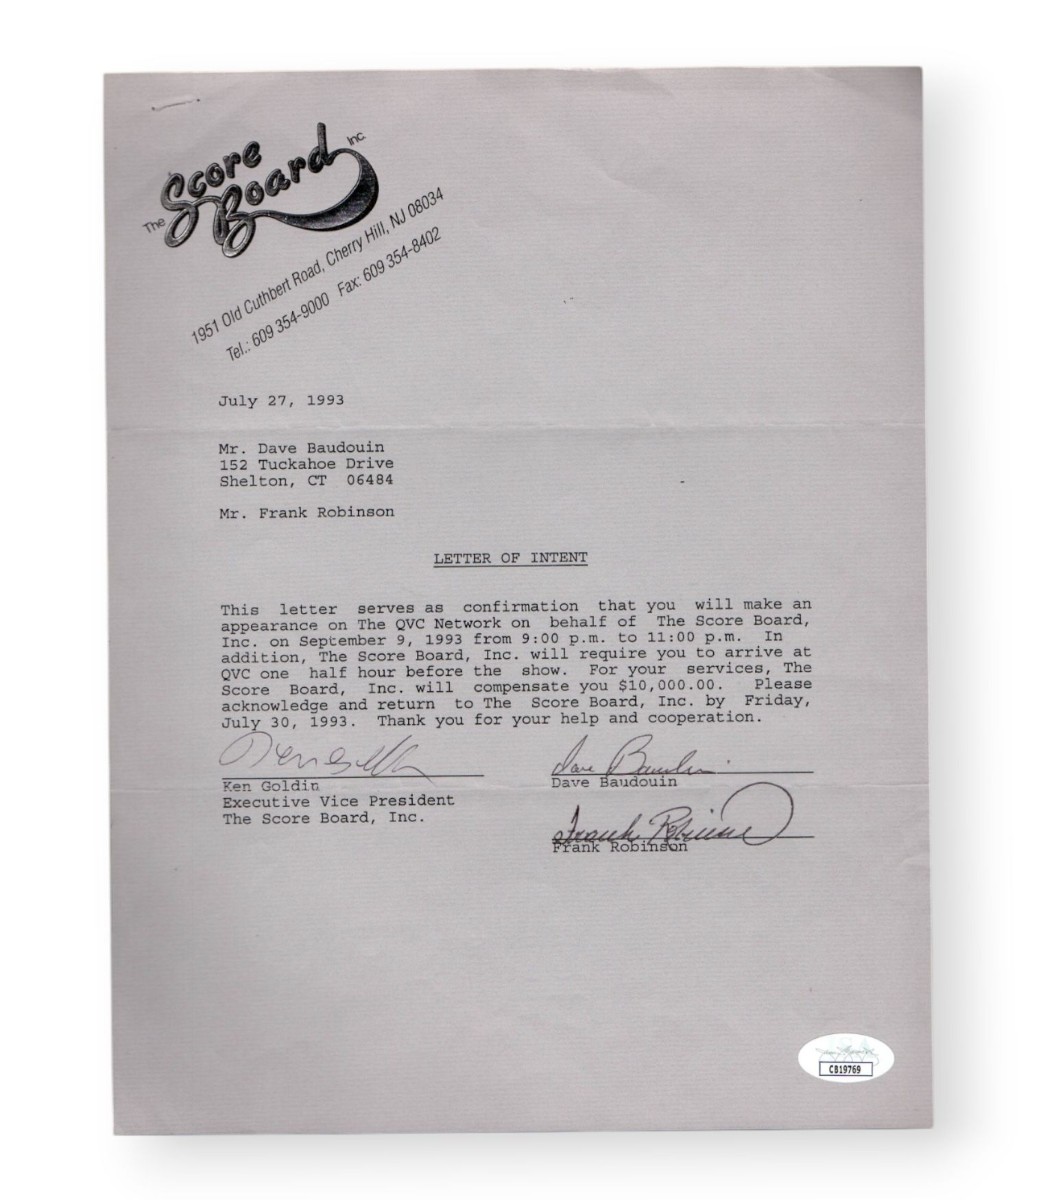 The Score Board Inc.
1951 Old Cuthbert Road, Cherry Hill, NJ 08034
Tel.: 609 354-9000 Fax: 609 354-8402
July 27, 1993
Mr. Dave Baudouin
152 Tuckahoe Drive
Shelton, CT 06484
Mr. Frank Robinson
LETTER OF INTENT
This letter serves as confirmation that you will make an
appearance on The QVC Network on behalf of The Score Board,
Inc. on September 9, 1993 from 9:00 p.m. to 11:00 p.m. In
addition, The Score Board, Inc. will require you to arrive at
QVC one half hour before the show. For your services, The
Score Board, Inc. will compensate you $10,000.00. Please
acknowledge and return to The Score Board, Inc. by Friday,
July 30, 1993. Thank you for your help and cooperation.
Ken Goldin
Executive Vice President
The Score Board, Inc.
Dave Baudouin
Dave Baudouin
Frank Robinson
Frank Robinson
CB19769